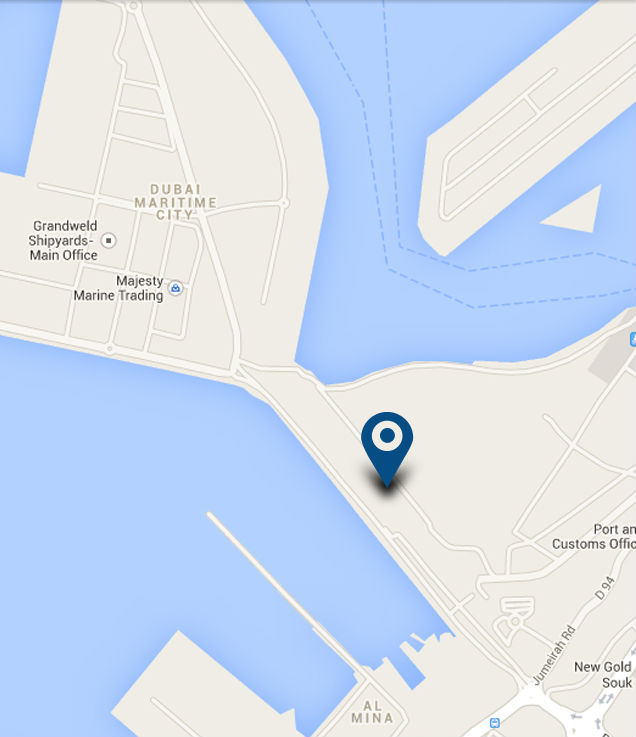 DUBAI
MARITIME
CITY
Grandweld
Shipyards-
Main Office
Majesty
Marine Trading
Port an
Customs Offic
D 94
Jumeirah Rd
New Gold
Souk
AL
MINA